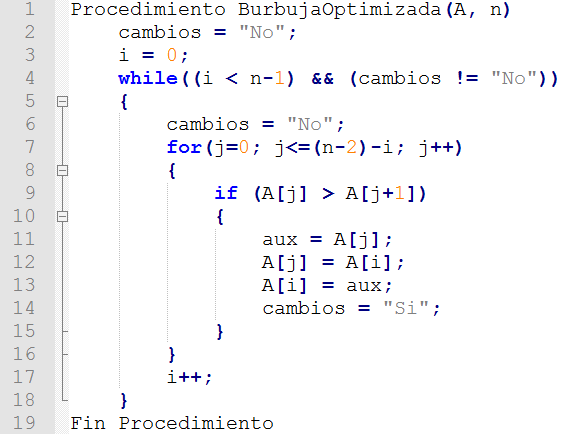 1 Procedimiento BurbujaOptimizada(A, n)
2 cambios = "No";
3 i = 0;
4 while((i < n-1) && (cambios != "No"))
5 {
6 cambios = "No";
7 for(j=0; j<=(n-2)-i; j++)
8 {
9 if (A[j] > A[j+1])
10 {
11 aux = A[j];
12 A[j] = A[i];
13 A[i] = aux;
14 cambios = "Si";
15 }
16 }
17 i++;
18 }
19 Fin Procedimiento